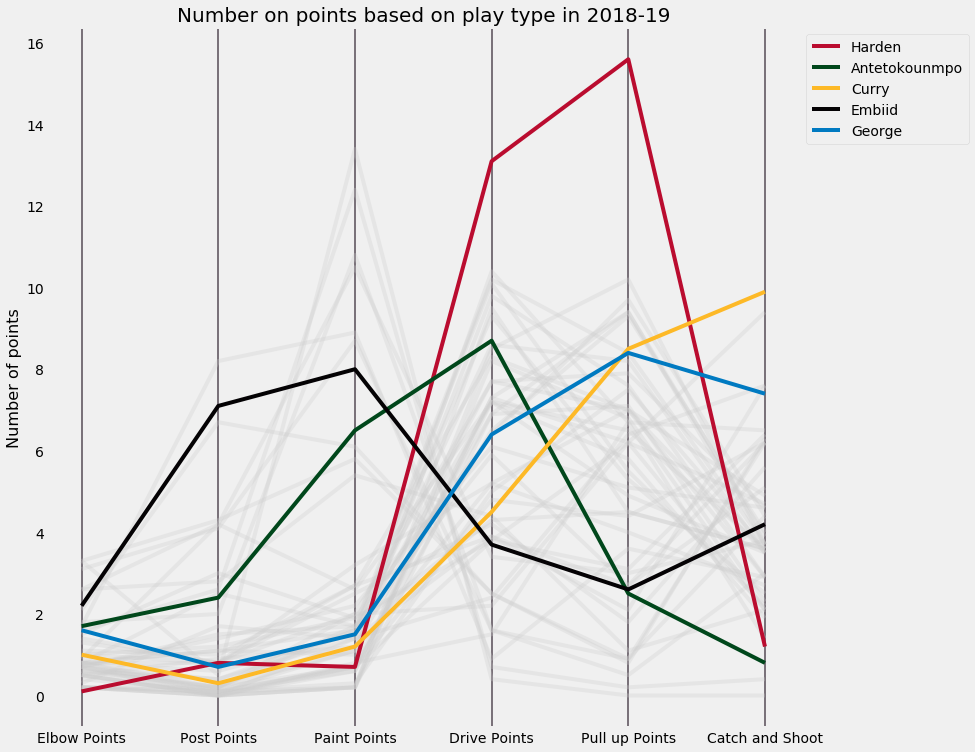 Number on points based on play type in 2018-19
Harden
Antetokounmpo
Curry
Embiid
George
Number of points
16
14
12
10
8
6
4
2
0
Elbow Points
Post Points
Paint Points
Drive Points
Pull up Points
Catch and Shoot